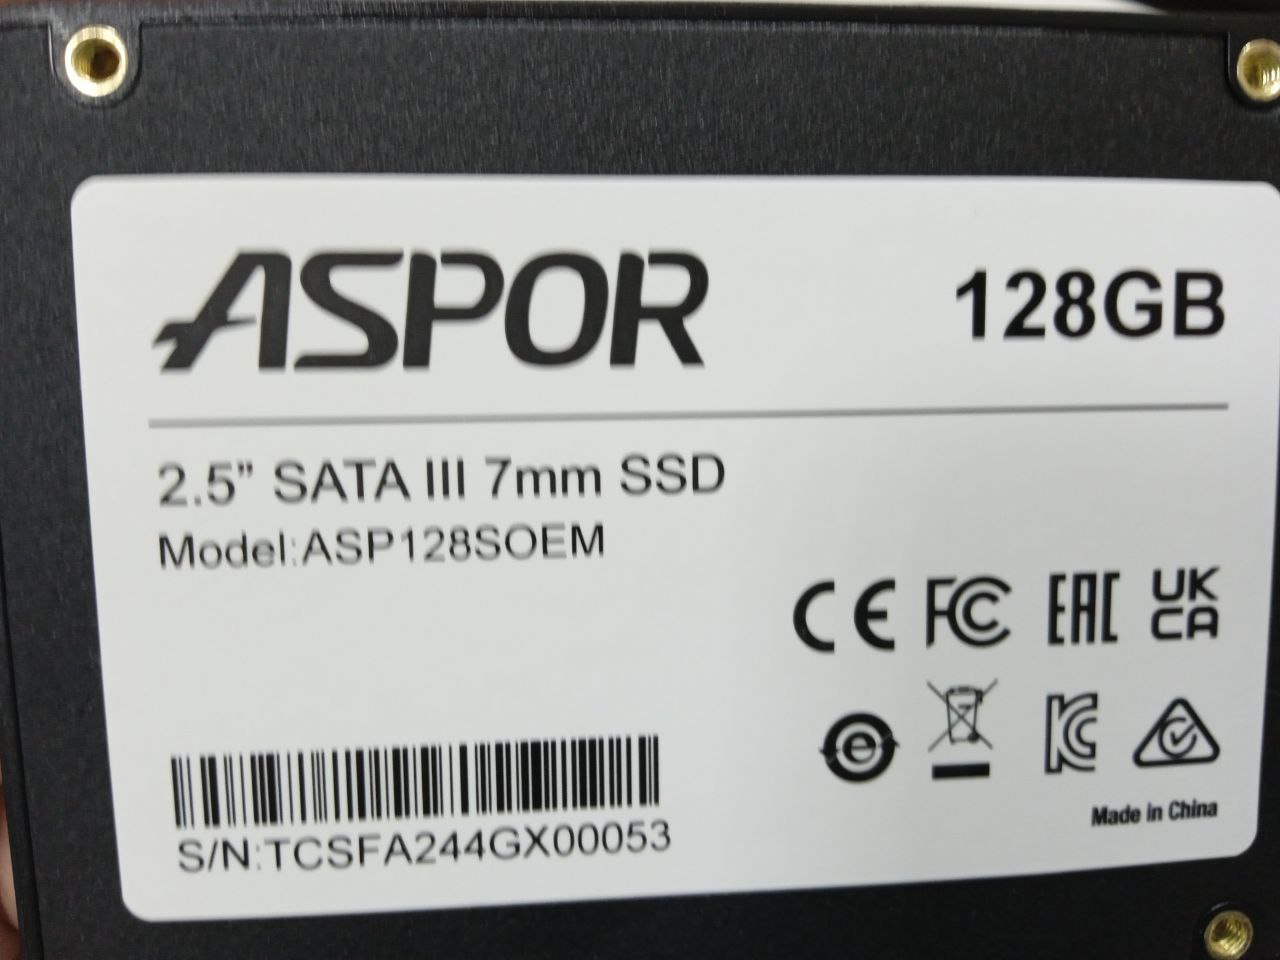 ASPOR
128GB
2.5” SATA III 7mm SSD
Model:ASP128SOEM
CE FC EAC UK
CA
e KC
Made in China
S/N:TCSFA244GX00053